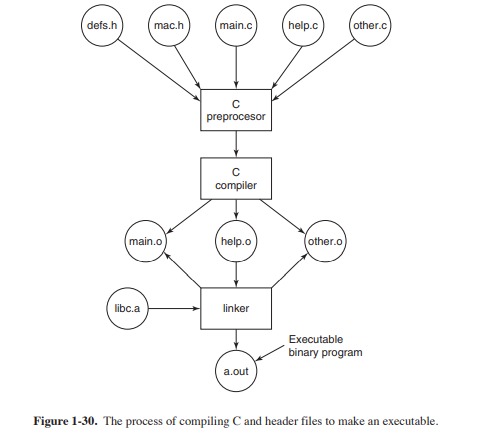 defs.h
mac.h
main.c
help.c
other.c
C
preprocesor
C
compiler
main.o
help.o
other.o
libc.a
linker
Executable
binary program
a.out
Figure 1-30. The process of compiling C and header files to make an executable.